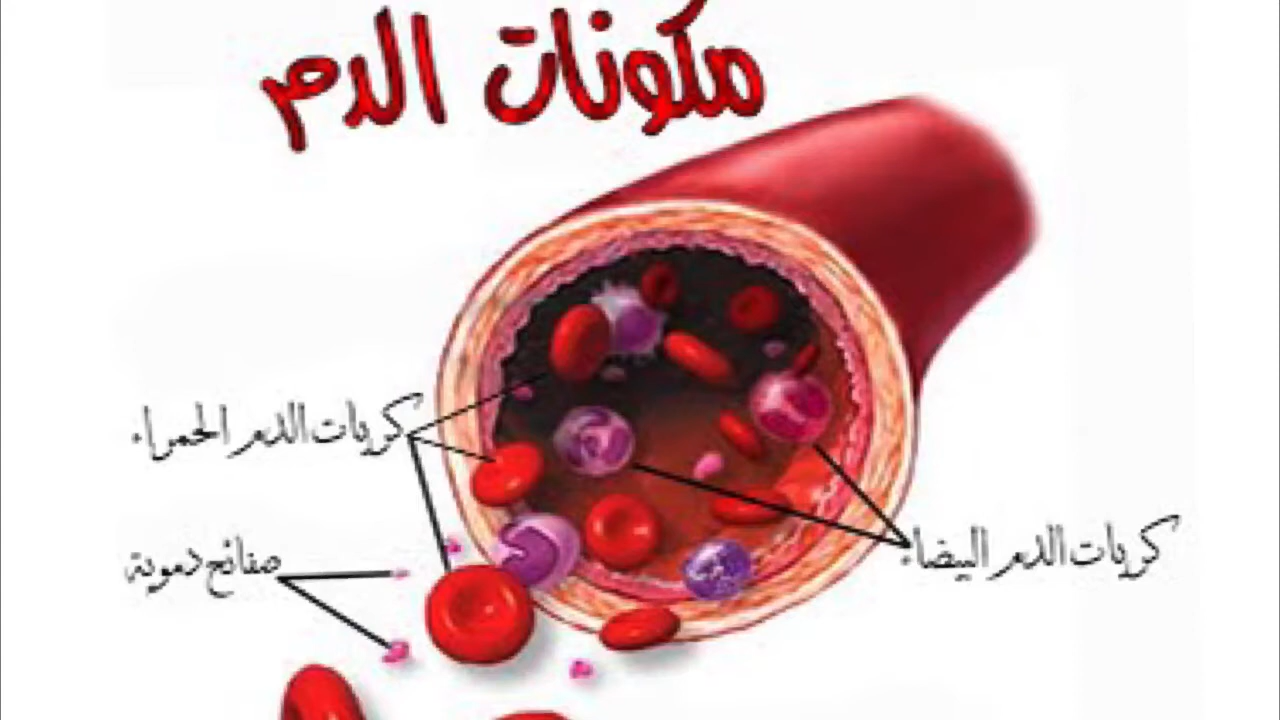 مكونات الدم
كريات الدم الحمراء
صفائح دموية
كريات الدم البيضاء